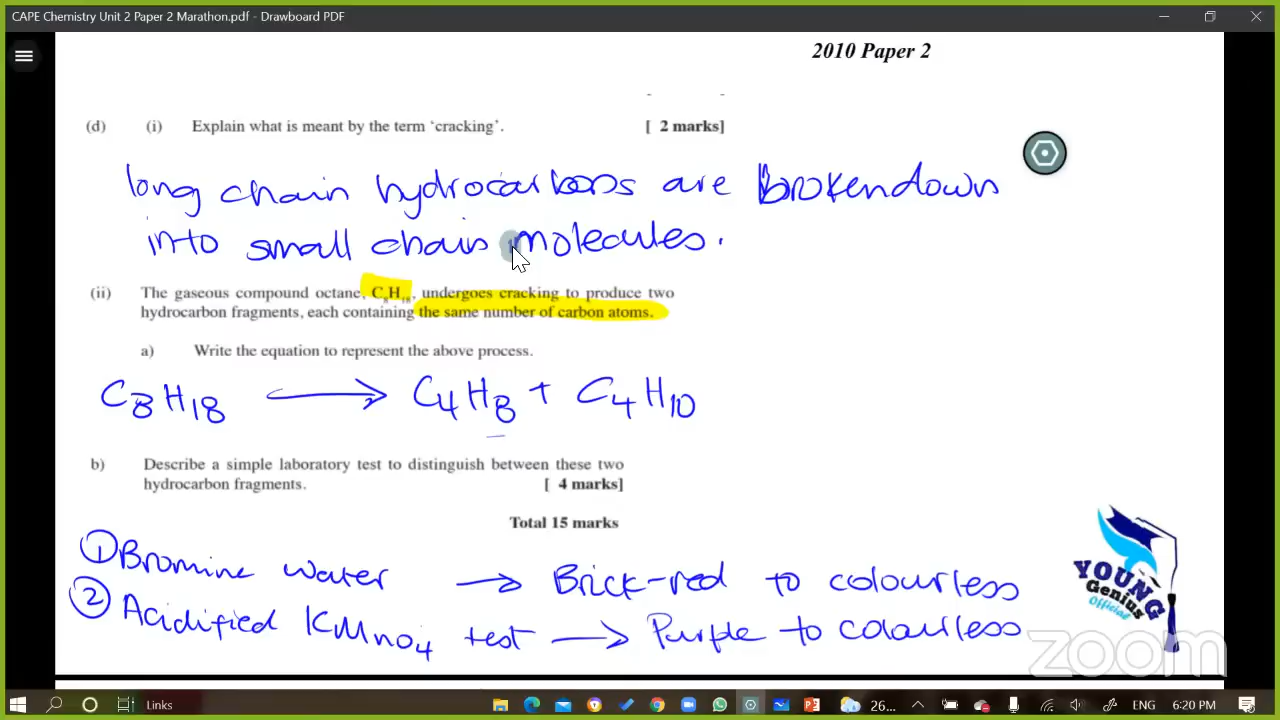 CAPE Chemistry Unit 2 Paper 2 Marathon.pdf - Drawboard PDF
2010 Paper 2
(d) (i) Explain what is meant by the term 'cracking'. [ 2 marks]
long chain hydrocarbons are brokendown
into small chain molecules.
(ii) The gaseous compound octane, C₈H₁₈, undergoes cracking to produce two
hydrocarbon fragments, each containing the same number of carbon atoms.
a) Write the equation to represent the above process.
C₈H₁₈ ⟶ C₄H₈ + C₄H₁₀
b) Describe a simple laboratory test to distinguish between these two
hydrocarbon fragments. [ 4 marks]
Total 15 marks
① Bromine water → Brick-red to colourless
② Acidified KMnO₄ test → Purple to colourless
YOUNG
Genius
Official
zoom
Links 26... ENG 6:20 PM